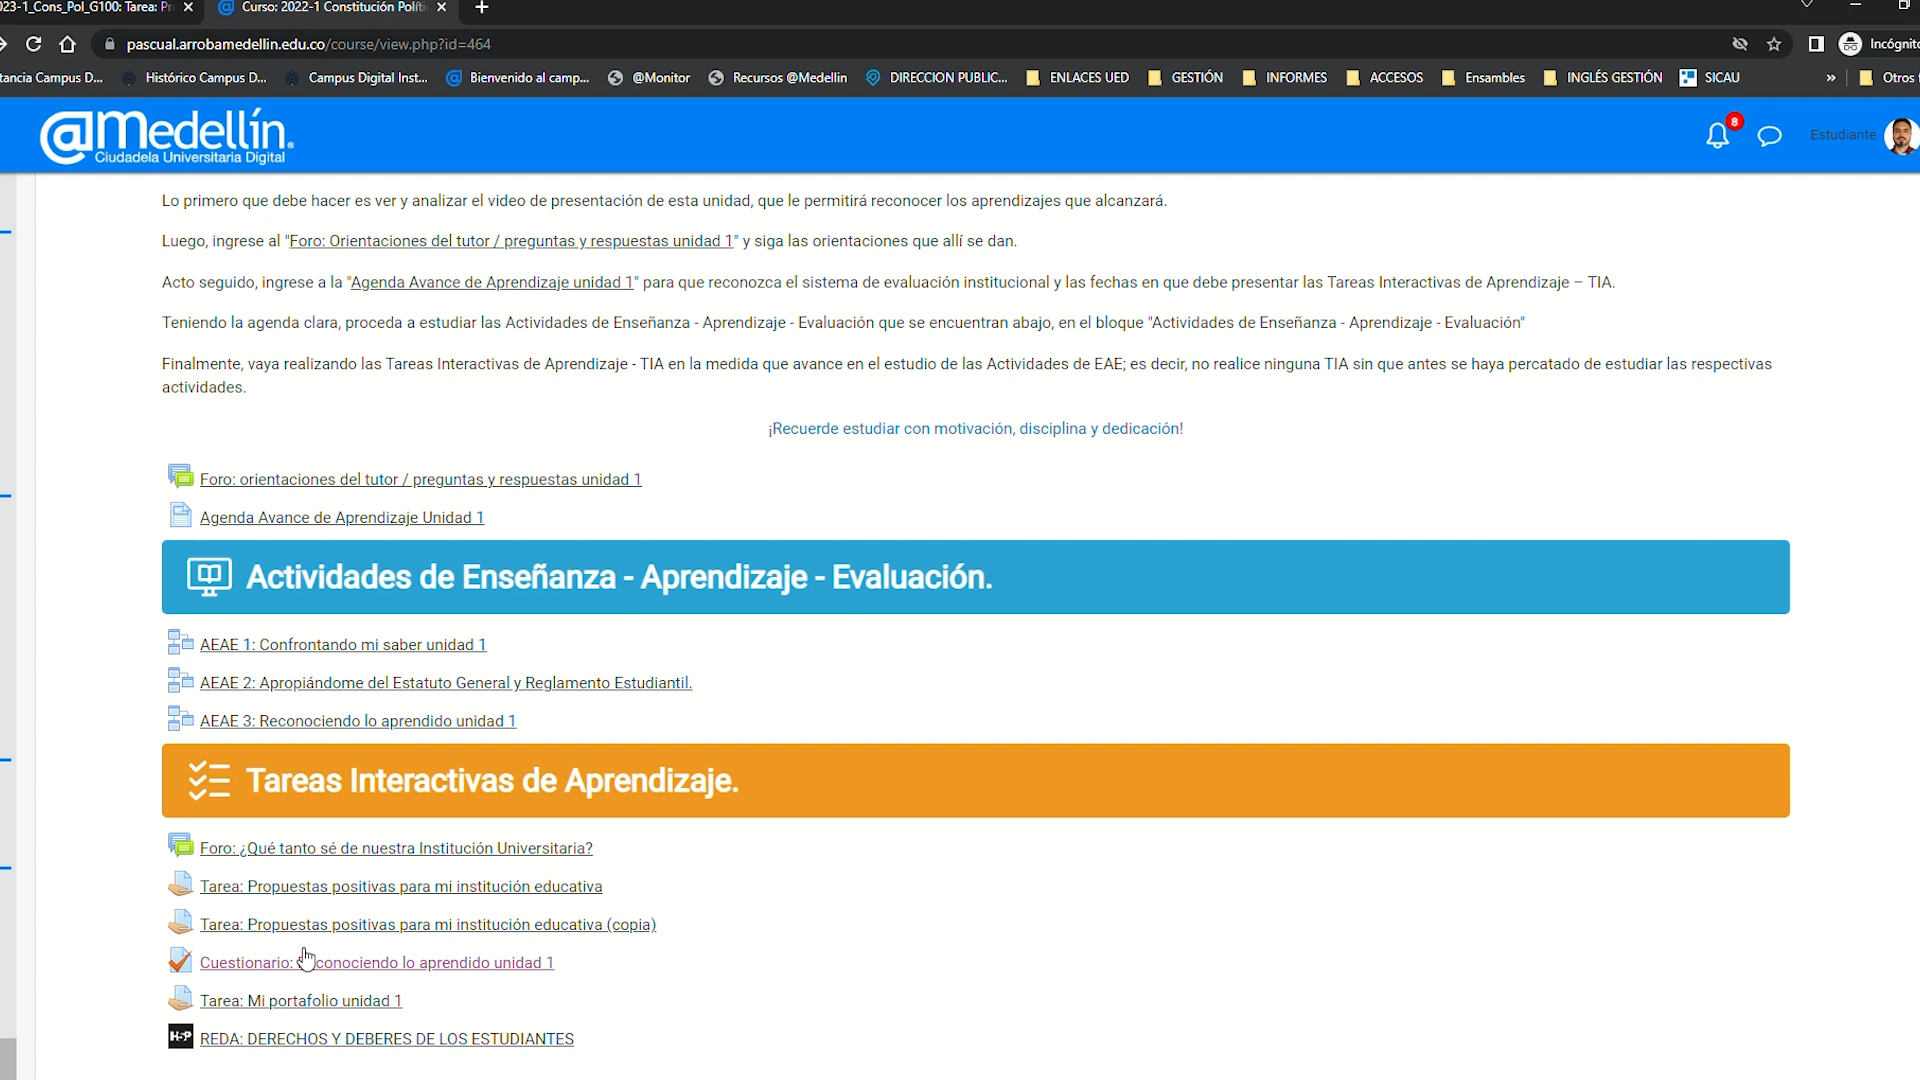 23-1_Cons_Pol_G100: Tarea: Pr
Curso: 2022-1 Constitución Políti
pascual.arrobamedellin.edu.co/course/view.php?id=464
Incógnito
tancia Campus D...
Histórico Campus D...
Campus Digital Inst...
Bienvenido al camp...
@Monitor
Recursos @Medellin
DIRECCION PUBLIC...
ENLACES UED
GESTIÓN
INFORMES
ACCESOS
Ensambles
INGLÉS GESTIÓN
SICAU
»
Otros
@Medellín.
Ciudadela Universitaria Digital
8
Estudiante
Lo primero que debe hacer es ver y analizar el video de presentación de esta unidad, que le permitirá reconocer los aprendizajes que alcanzará.
Luego, ingrese al "Foro: Orientaciones del tutor / preguntas y respuestas unidad 1" y siga las orientaciones que allí se dan.
Acto seguido, ingrese a la "Agenda Avance de Aprendizaje unidad 1" para que reconozca el sistema de evaluación institucional y las fechas en que debe presentar las Tareas Interactivas de Aprendizaje – TIA.
Teniendo la agenda clara, proceda a estudiar las Actividades de Enseñanza - Aprendizaje - Evaluación que se encuentran abajo, en el bloque "Actividades de Enseñanza - Aprendizaje - Evaluación"
Finalmente, vaya realizando las Tareas Interactivas de Aprendizaje - TIA en la medida que avance en el estudio de las Actividades de EAE; es decir, no realice ninguna TIA sin que antes se haya percatado de estudiar las respectivas
actividades.
¡Recuerde estudiar con motivación, disciplina y dedicación!
Foro: orientaciones del tutor / preguntas y respuestas unidad 1
Agenda Avance de Aprendizaje Unidad 1
Actividades de Enseñanza - Aprendizaje - Evaluación.
AEAE 1: Confrontando mi saber unidad 1
AEAE 2: Apropiándome del Estatuto General y Reglamento Estudiantil.
AEAE 3: Reconociendo lo aprendido unidad 1
Tareas Interactivas de Aprendizaje.
Foro: ¿Qué tanto sé de nuestra Institución Universitaria?
Tarea: Propuestas positivas para mi institución educativa
Tarea: Propuestas positivas para mi institución educativa (copia)
Cuestionario: Reconociendo lo aprendido unidad 1
Tarea: Mi portafolio unidad 1
H5P
REDA: DERECHOS Y DEBERES DE LOS ESTUDIANTES